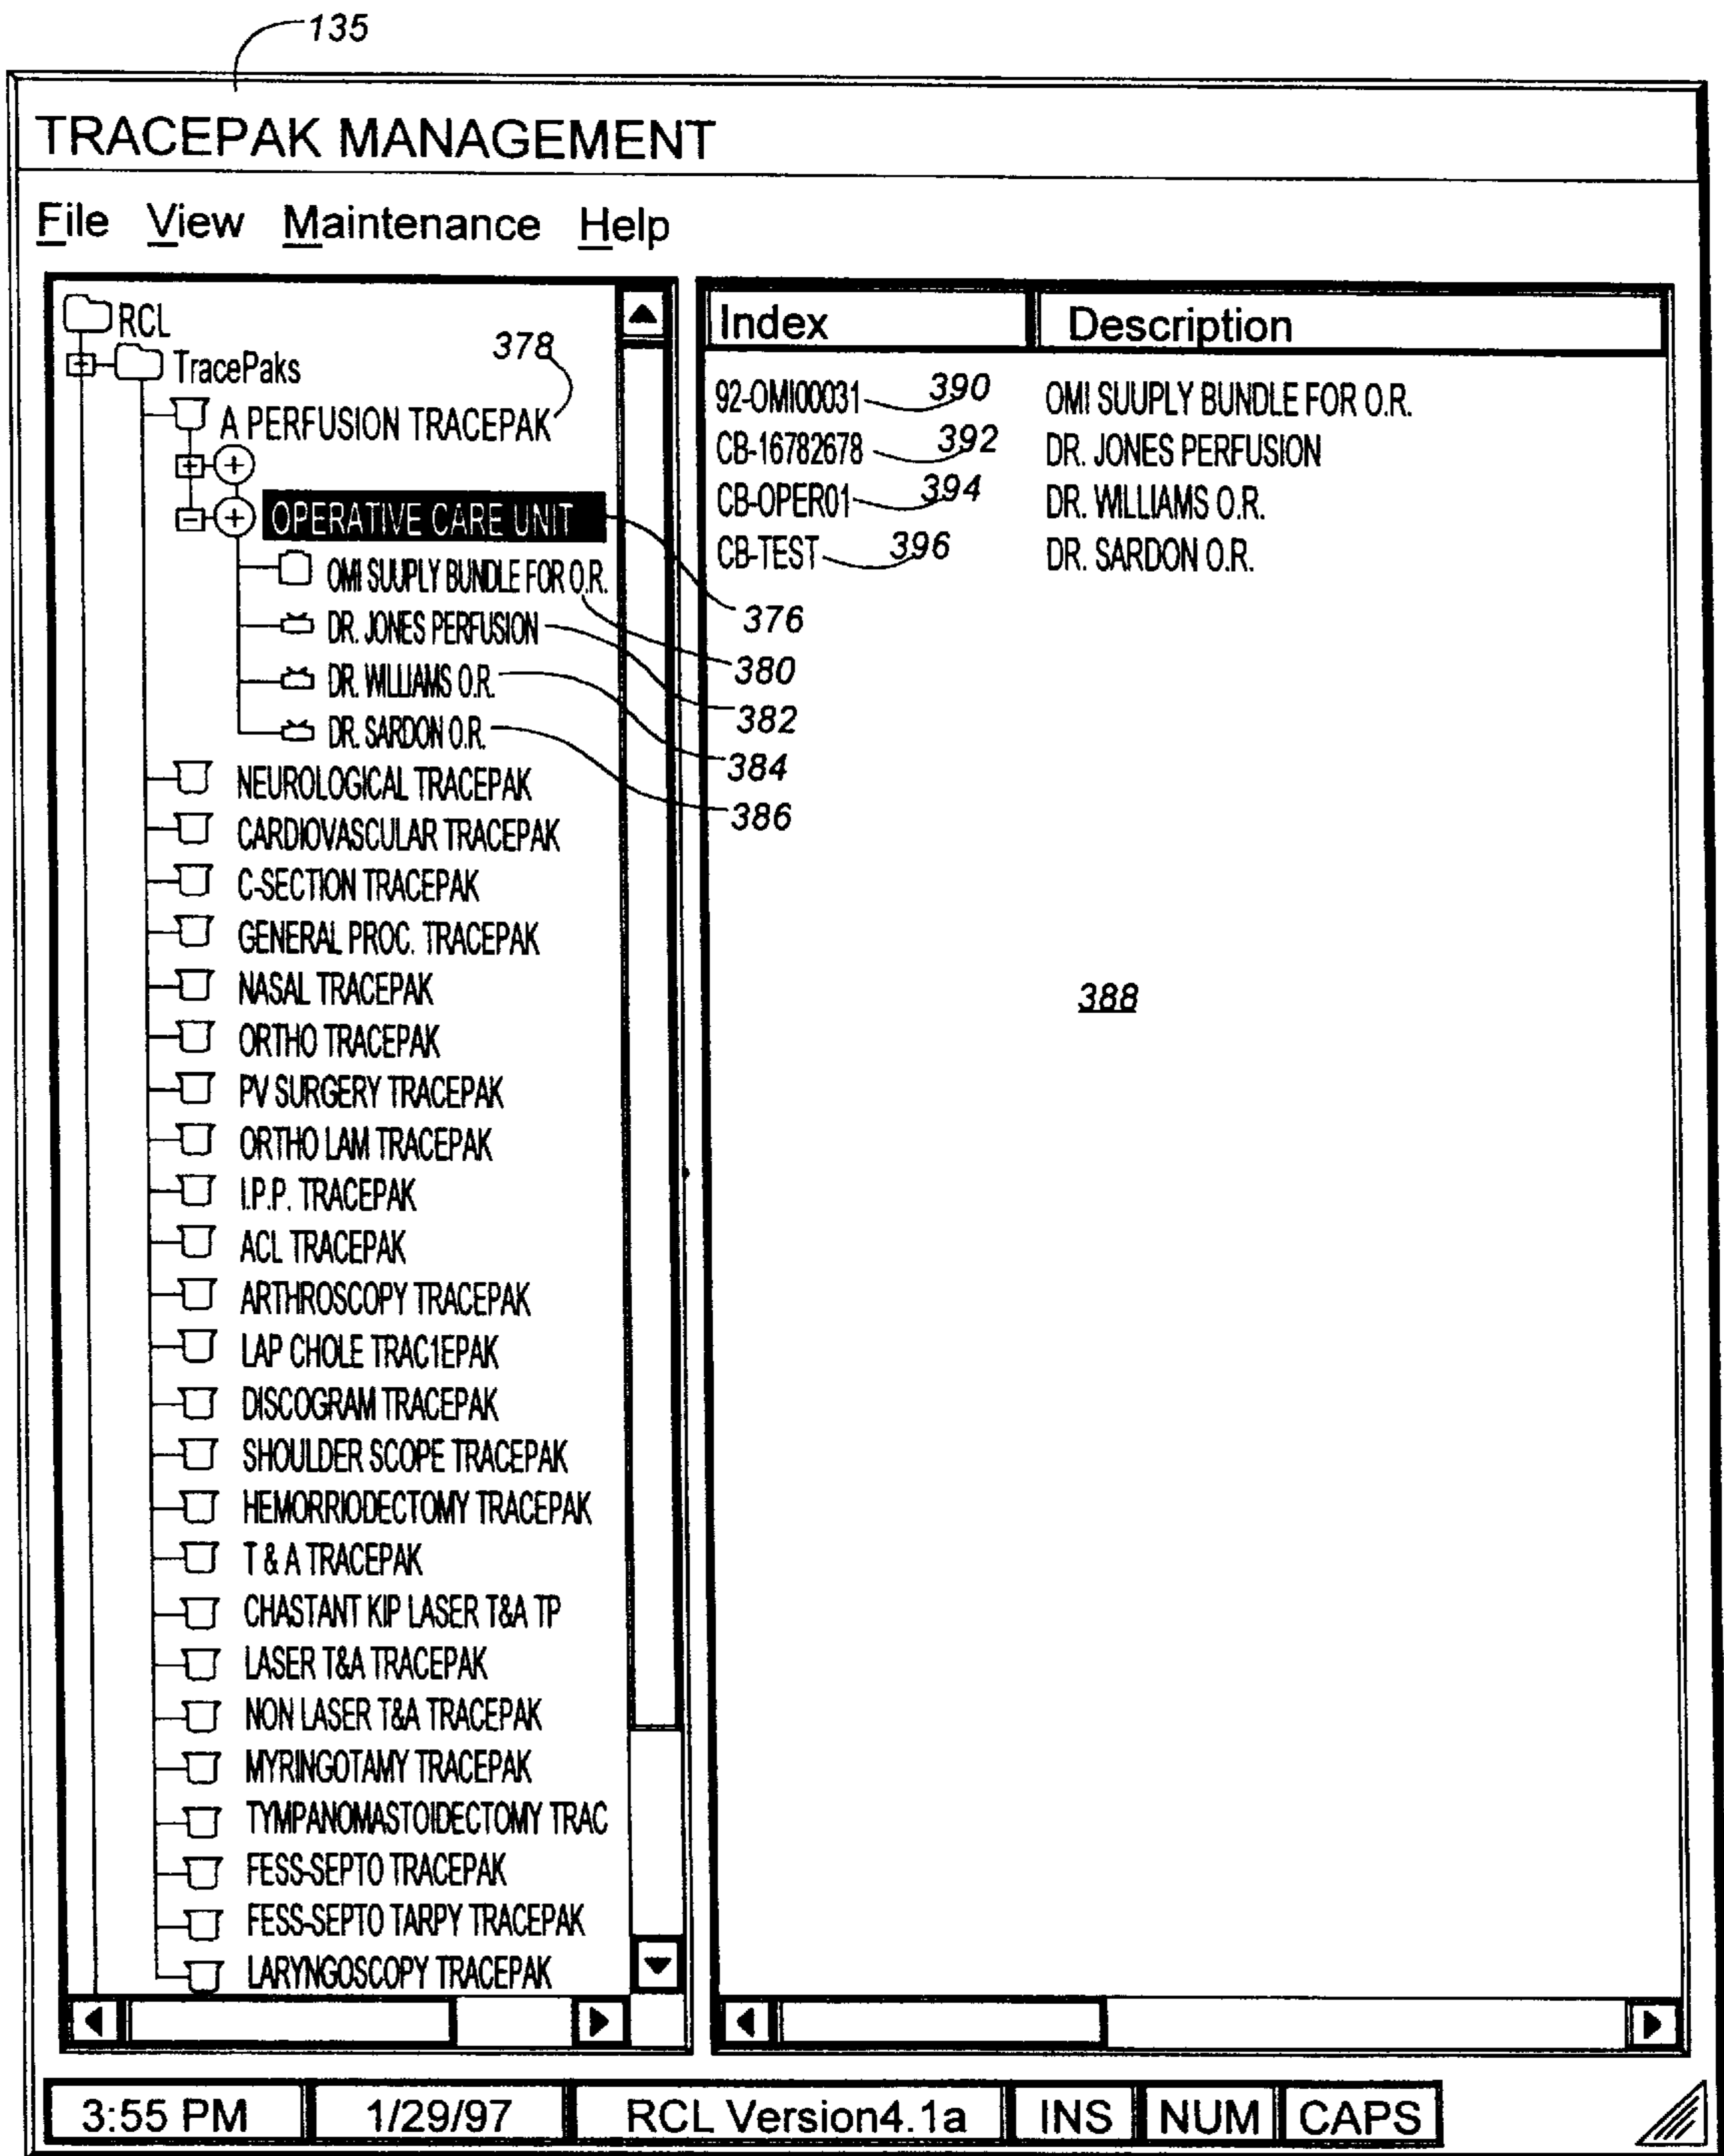 135
TRACEPAK MANAGEMENT
File View Maintenance Help
RCL
TracePaks
378
A PERFUSION TRACEPAK
OPERATIVE CARE UNIT
OMI SUUPLY BUNDLE FOR O.R.
DR. JONES PERFUSION
DR. WILLIAMS O.R.
DR. SARDON O.R.
NEUROLOGICAL TRACEPAK
CARDIOVASCULAR TRACEPAK
C-SECTION TRACEPAK
GENERAL PROC. TRACEPAK
NASAL TRACEPAK
ORTHO TRACEPAK
PV SURGERY TRACEPAK
ORTHO LAM TRACEPAK
I.P.P. TRACEPAK
ACL TRACEPAK
ARTHROSCOPY TRACEPAK
LAP CHOLE TRAC1EPAK
DISCOGRAM TRACEPAK
SHOULDER SCOPE TRACEPAK
HEMORRIODECTOMY TRACEPAK
T & A TRACEPAK
CHASTANT KIP LASER T&A TP
LASER T&A TRACEPAK
NON LASER T&A TRACEPAK
MYRINGOTAMY TRACEPAK
TYMPANOMASTOIDECTOMY TRAC
FESS-SEPTO TRACEPAK
FESS-SEPTO TARPY TRACEPAK
LARYNGOSCOPY TRACEPAK
Index Description
92-OMI00031 390 OMI SUUPLY BUNDLE FOR O.R.
CB-16782678 392 DR. JONES PERFUSION
CB-OPER01 394 DR. WILLIAMS O.R.
CB-TEST 396 DR. SARDON O.R.
376
380
382
384
386
388
3:55 PM 1/29/97 RCL Version4.1a INS NUM CAPS